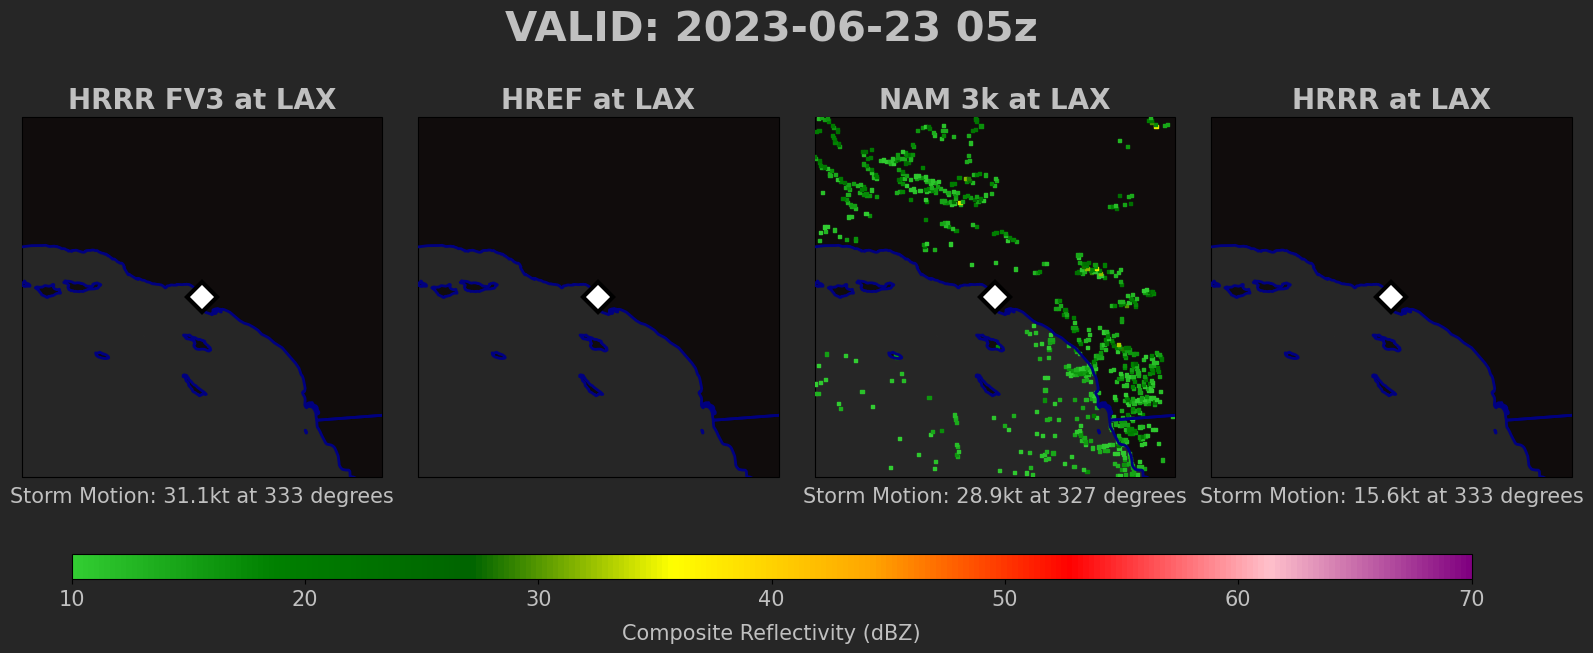 VALID: 2023-06-23 05z
HRRR FV3 at LAX
HREF at LAX
NAM 3k at LAX
HRRR at LAX
Storm Motion: 31.1kt at 333 degrees
Storm Motion: 28.9kt at 327 degrees
Storm Motion: 15.6kt at 333 degrees
10 20 30 40 50 60 70
Composite Reflectivity (dBZ)